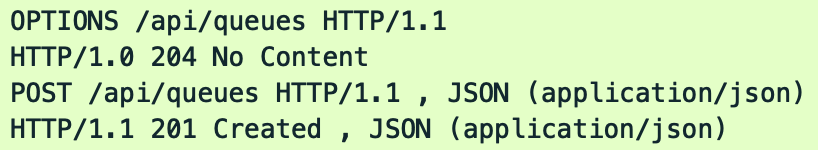 OPTIONS /api/queues HTTP/1.1
HTTP/1.0 204 No Content
POST /api/queues HTTP/1.1 , JSON (application/json)
HTTP/1.1 201 Created , JSON (application/json)